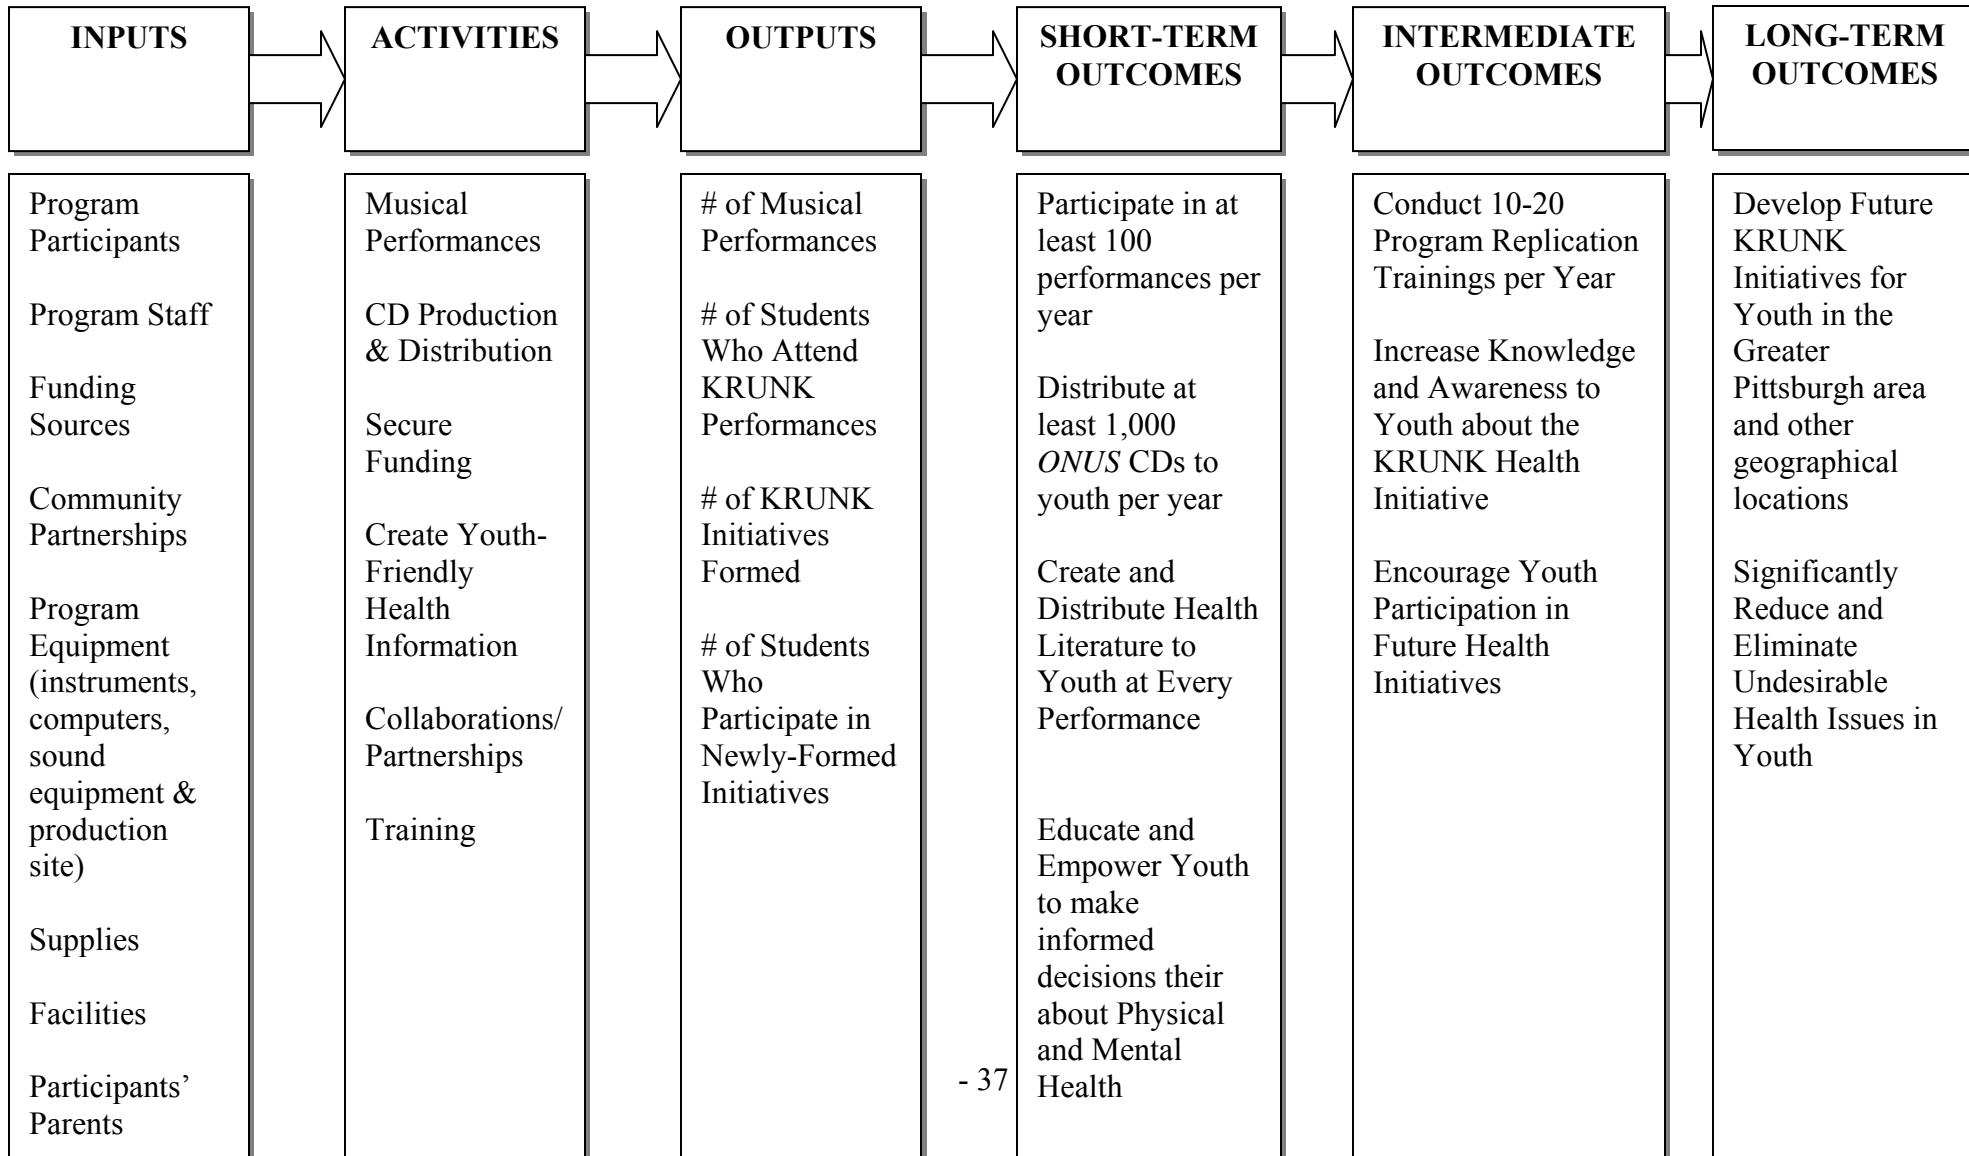 INPUTS
ACTIVITIES
OUTPUTS
SHORT-TERM
OUTCOMES
INTERMEDIATE
OUTCOMES
LONG-TERM
OUTCOMES
Program
Participants
Program Staff
Funding
Sources
Community
Partnerships
Program
Equipment
(instruments,
computers,
sound
equipment &
production
site)
Supplies
Facilities
Participants’
Parents
Musical
Performances
CD Production
& Distribution
Secure
Funding
Create Youth-
Friendly
Health
Information
Collaborations/
Partnerships
Training
# of Musical
Performances
# of Students
Who Attend
KRUNK
Performances
# of KRUNK
Initiatives
Formed
# of Students
Who
Participate in
Newly-Formed
Initiatives
Participate in at
least 100
performances per
year
Distribute at
least 1,000
ONUS CDs to
youth per year
Create and
Distribute Health
Literature to
Youth at Every
Performance
Educate and
Empower Youth
to make
informed
decisions their
about Physical
and Mental
Health
Conduct 10-20
Program Replication
Trainings per Year
Increase Knowledge
and Awareness to
Youth about the
KRUNK Health
Initiative
Encourage Youth
Participation in
Future Health
Initiatives
Develop Future
KRUNK
Initiatives for
Youth in the
Greater
Pittsburgh area
and other
geographical
locations
Significantly
Reduce and
Eliminate
Undesirable
Health Issues in
Youth
- 37